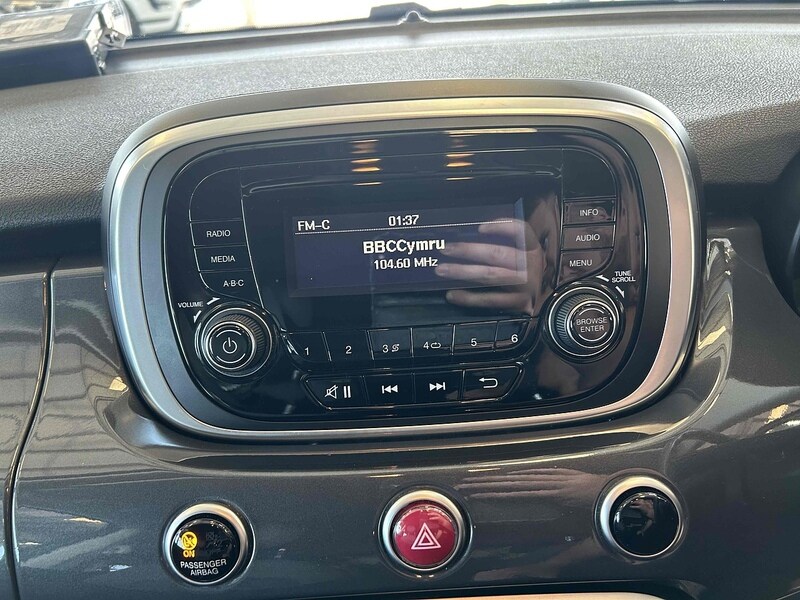 FM-C 01:37
BBCCymru
104.60 MHz
RADIO
MEDIA
A·B·C
VOLUME
INFO
AUDIO
MENU
TUNE
SCROLL
BROWSE
ENTER
1 2 3 4 5 6
ON
PASSENGER
AIRBAG